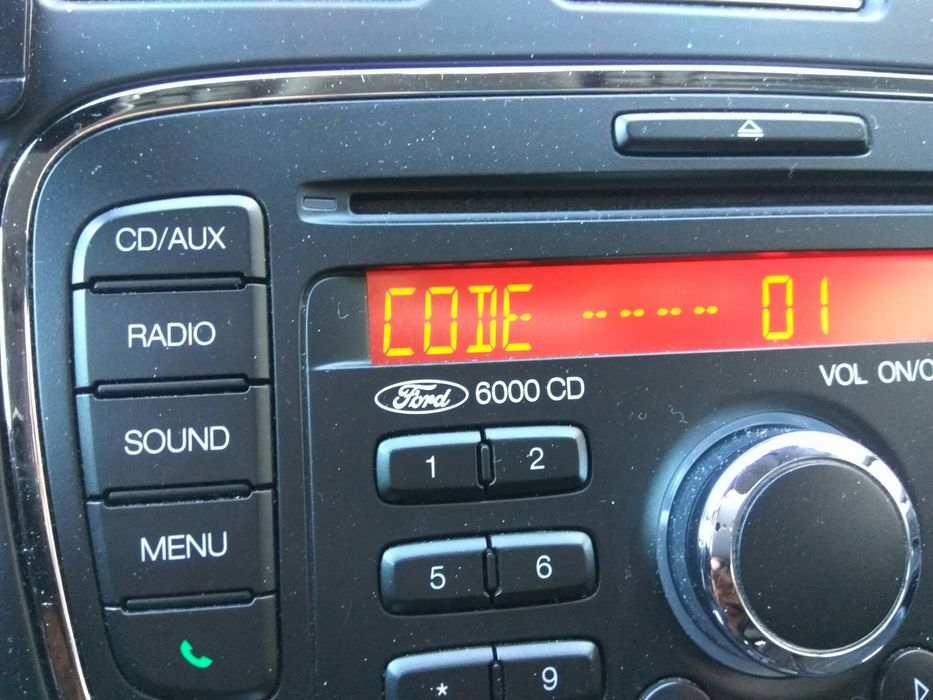 CD/AUX
RADIO
SOUND
MENU
CODE ---- 01
Ford 6000 CD
VOL ON/O
1 2
5 6
* 9